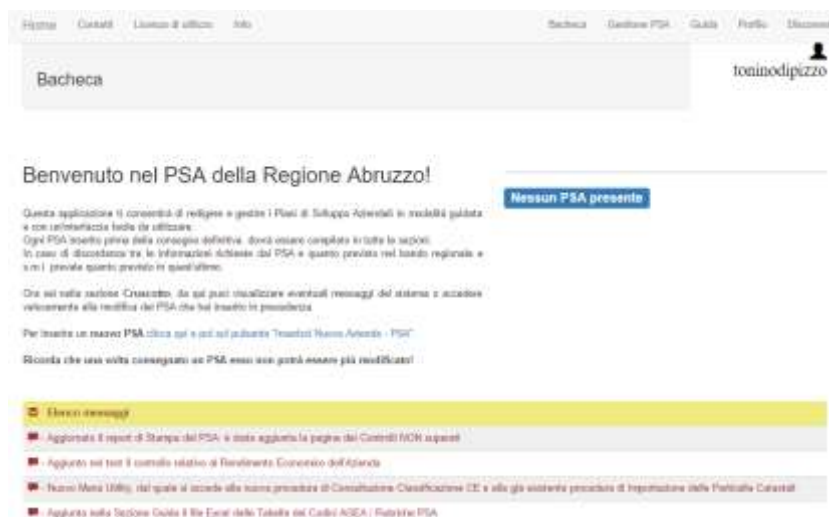 Home Contatti Licenza di utilizzo Info Bacheca Gestione PSA Guida Profilo
toninodipizzo
Bacheca
Benvenuto nel PSA della Regione Abruzzo!
Nessun PSA presente
Questa applicazione ti consentirà di redigere e gestire i Piani di Sviluppo Aziendali in modalità guidata
e con un'interfaccia facile da utilizzare.
Ogni PSA inserito prima della consegna definitiva, dovrà essere compilato in tutte le sezioni.
In caso di discordanza tra le informazioni richieste dal PSA e quanto previsto nel bando regionale e
s.m.i. prevale quanto previsto in quest'ultimo.
Ora sei nella sezione Cruscotto, da qui puoi visualizzare eventuali messaggi del sistema o accedere
velocemente alla modifica dei PSA che hai inserito in precedenza.
Per inserire un nuovo PSA clicca qui e poi sul pulsante "Inserisci Nuova Azienda - PSA"
Ricorda che una volta consegnato un PSA esso non potrà essere più modificato!
Elenco messaggi
- Aggiornato il report di Stampa del PSA: è stata aggiunta la pagina dei Controlli NON superati
- Aggiunto nei test il controllo relativo al Rendimento Economico dell'Azienda
- Nuovo Menù Utility, dal quale si accede alla nuova procedura di Consultazione Classificazione CE e alla già esistente procedura di Importazione delle Particelle Catastali
- Aggiunto nella Sezione Guida il file Excel delle Tabelle dei Codici AGEA / Rubriche PSA